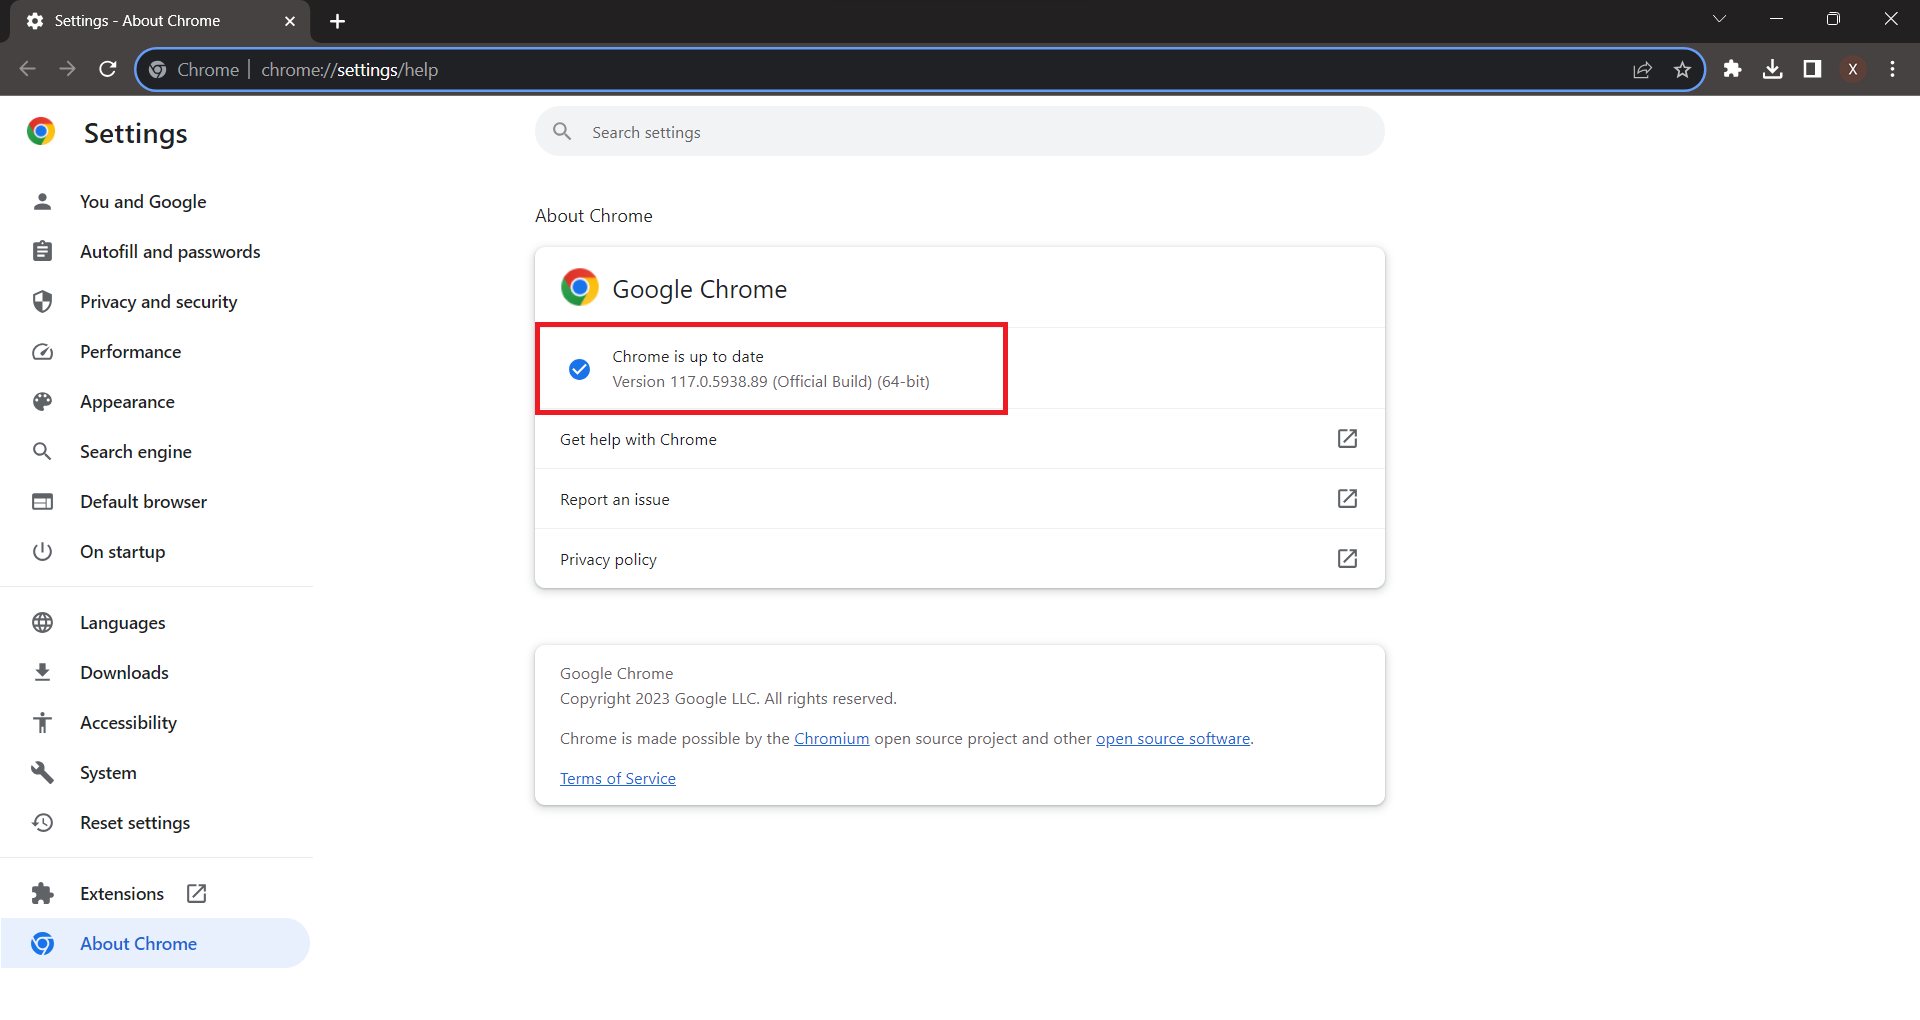 Settings - About Chrome
Chrome | chrome://settings/help
X
Settings
Search settings
You and Google
Autofill and passwords
Privacy and security
Performance
Appearance
Search engine
Default browser
On startup
Languages
Downloads
Accessibility
System
Reset settings
Extensions
About Chrome
About Chrome
Google Chrome
Chrome is up to date
Version 117.0.5938.89 (Official Build) (64-bit)
Get help with Chrome
Report an issue
Privacy policy
Google Chrome
Copyright 2023 Google LLC. All rights reserved.
Chrome is made possible by the Chromium open source project and other open source software.
Terms of Service